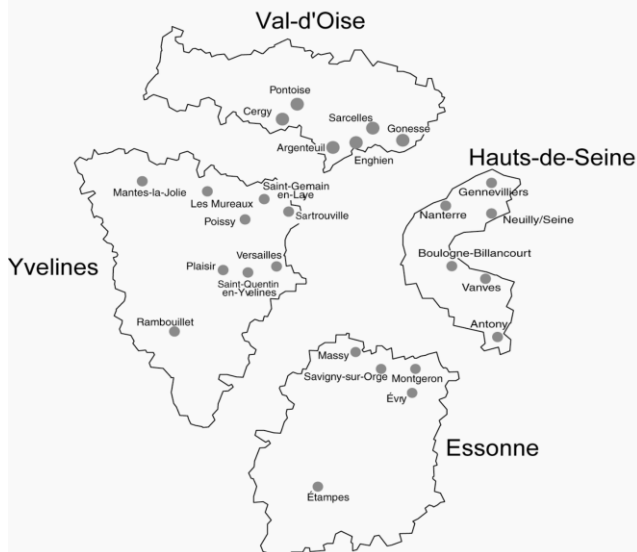 Val-d'Oise
Pontoise
Cergy
Sarcelles
Gonesse
Argenteuil
Enghien
Hauts-de-Seine
Gennevilliers
Nanterre
Neuilly/Seine
Boulogne-Billancourt
Vanves
Antony
Yvelines
Mantes-la-Jolie
Les Mureaux
Saint-Gemain
en-Laye
Poissy
Sartrouville
Versailles
Plaisir
Saint-Quentin
en-Yvelines
Rambouillet
Massy
Savigny-sur-Orge
Montgeron
Évry
Essonne
Étampes